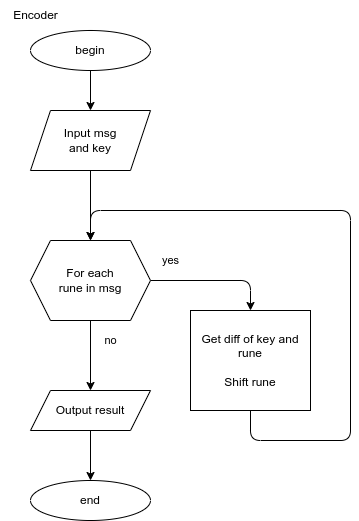 Encoder
begin
Input msg
and key
For each
rune in msg
yes
no
Get diff of key and
rune
Shift rune
Output result
end